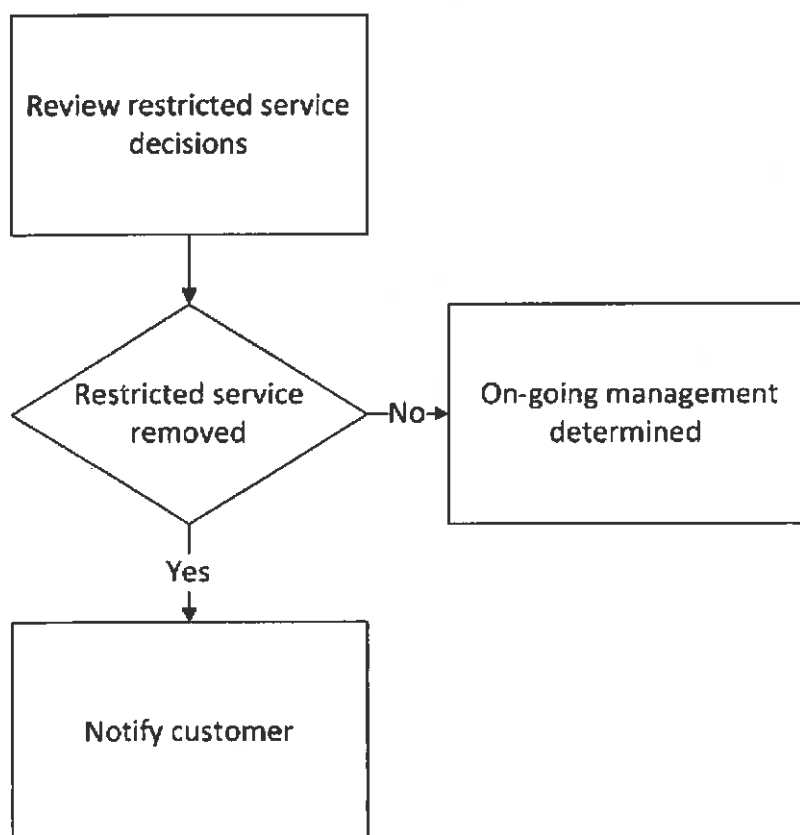 Review restricted service
decisions
Restricted service
removed
No
On-going management
determined
Yes
Notify customer